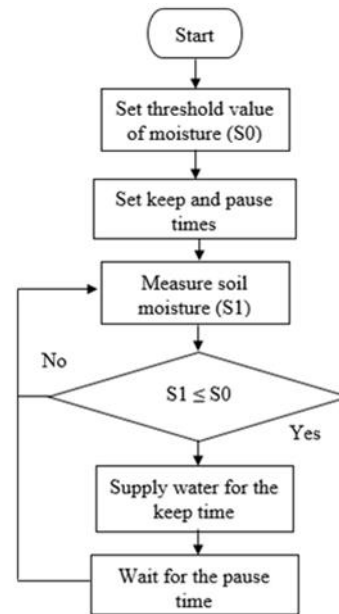 Start
Set threshold value
of moisture (S0)
Set keep and pause
times
Measure soil
moisture (S1)
No
S1 ≤ S0
Yes
Supply water for the
keep time
Wait for the pause
time